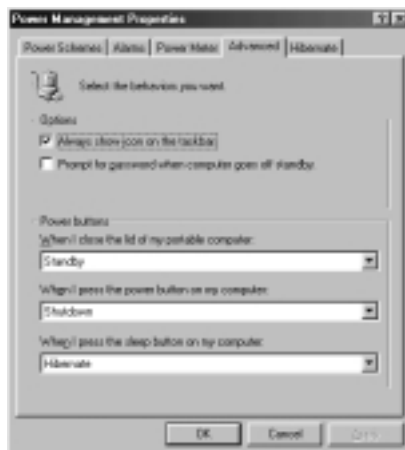 Power Management Properties
Power Schemes Alarms Power Meter Advanced Hibernate
Select the behaviors you want.
Options
Always show icon on the taskbar.
Prompt for password when computer goes off standby.
Power buttons
When I close the lid of my portable computer:
Standby
When I press the power button on my computer:
Shutdown
When I press the sleep button on my computer:
Hibernate
OK Cancel Apply